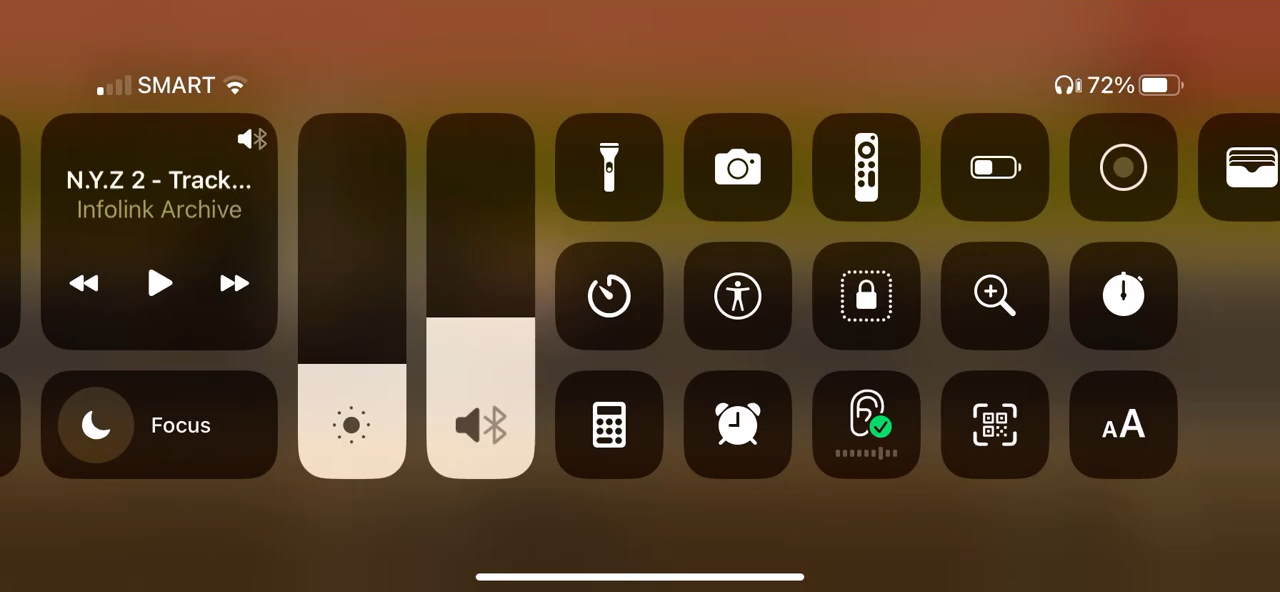 SMART
72%
N.Y.Z 2 - Track...
Infolink Archive
Focus
AA